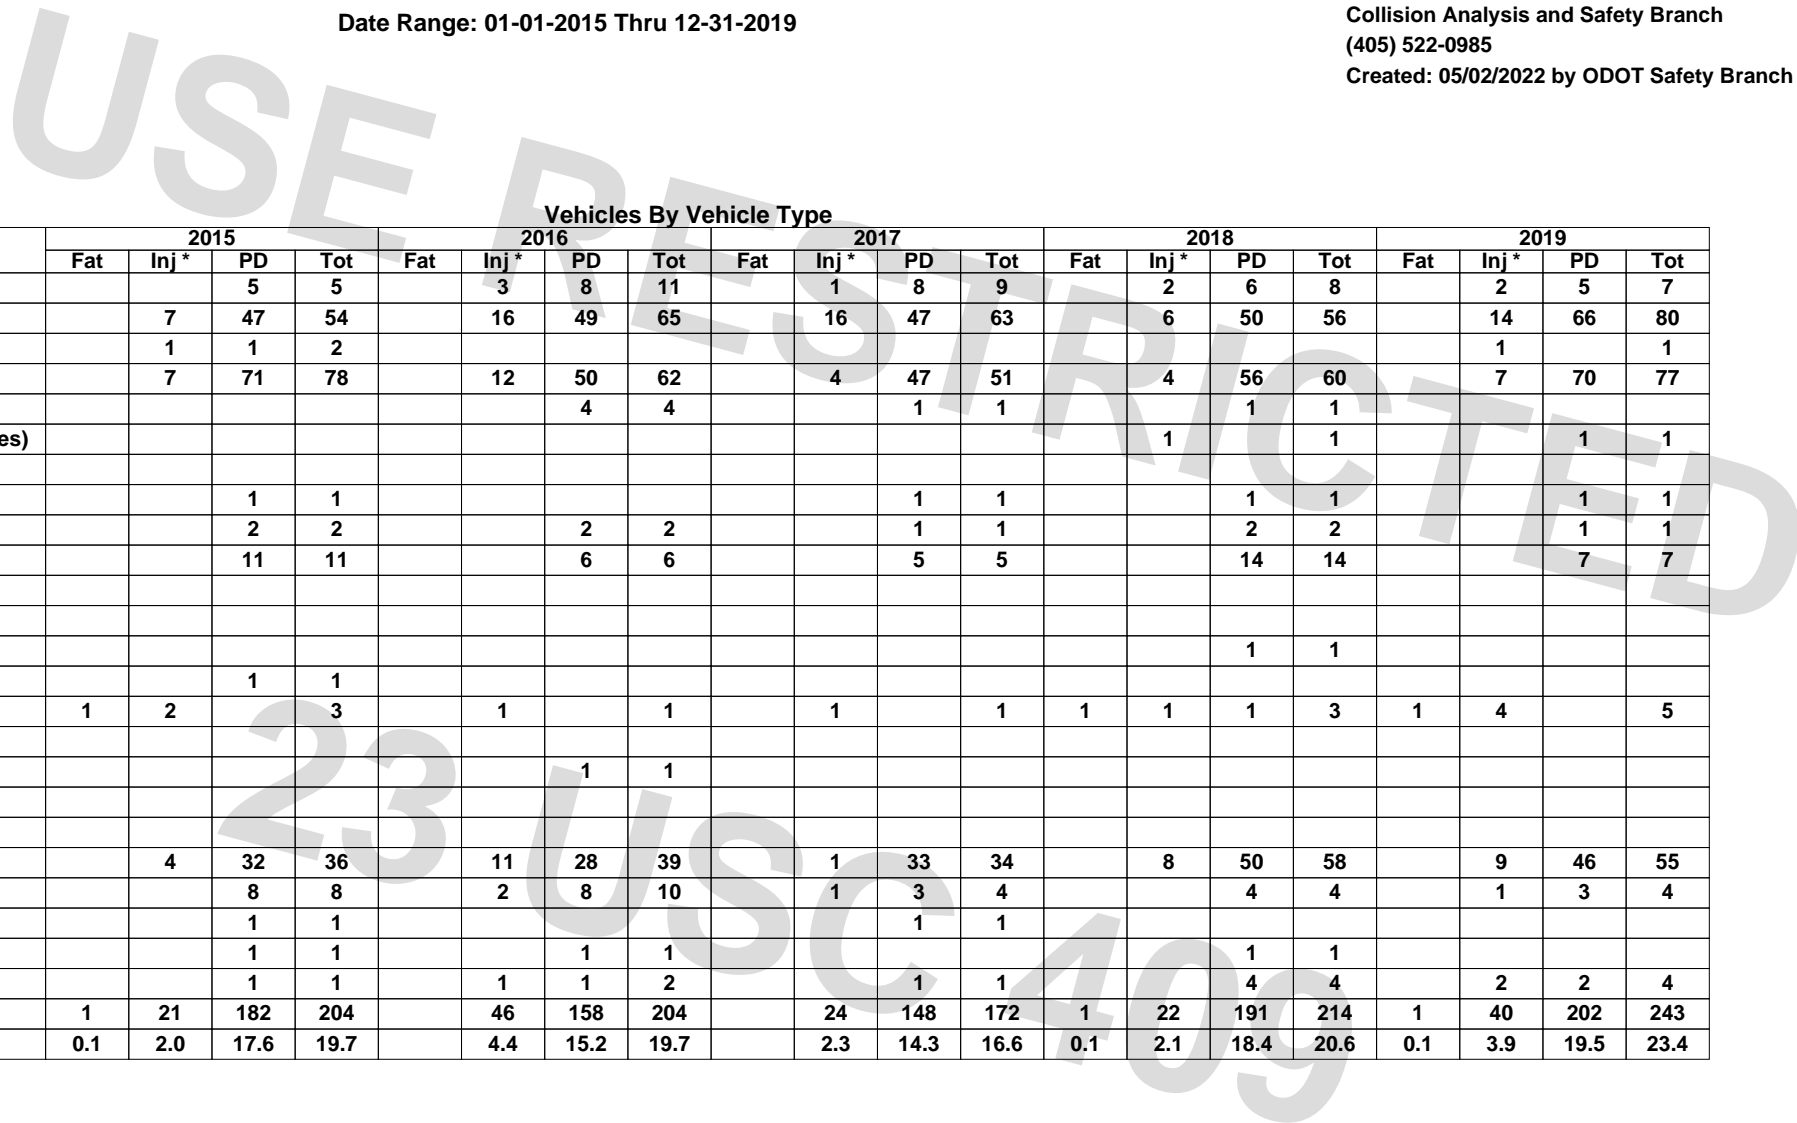 Date Range: 01-01-2015 Thru 12-31-2019
Collision Analysis and Safety Branch
(405) 522-0985
Created: 05/02/2022 by ODOT Safety Branch
USE RESTRICTED
23 USC 409
Vehicles By Vehicle Type
2015 2016 2017 2018 2019
Fat Inj * PD Tot Fat Inj * PD Tot Fat Inj * PD Tot Fat Inj * PD Tot Fat Inj * PD Tot
5 5 3 8 11 1 8 9 2 6 8 2 5 7
7 47 54 16 49 65 16 47 63 6 50 56 14 66 80
1 1 2 1 1
7 71 78 12 50 62 4 47 51 4 56 60 7 70 77
4 4 1 1 1 1
es) 1 1 1 1
1 1 1 1 1 1 1 1
2 2 2 2 1 1 2 2 1 1
11 11 6 6 5 5 14 14 7 7
1 1
1 1
1 2 3 1 1 1 1 1 1 1 3 1 4 5
1 1
4 32 36 11 28 39 1 33 34 8 50 58 9 46 55
8 8 2 8 10 1 3 4 4 4 1 3 4
1 1 1 1
1 1 1 1 1 1
1 1 1 1 2 1 1 4 4 2 2 4
1 21 182 204 46 158 204 24 148 172 1 22 191 214 1 40 202 243
0.1 2.0 17.6 19.7 4.4 15.2 19.7 2.3 14.3 16.6 0.1 2.1 18.4 20.6 0.1 3.9 19.5 23.4